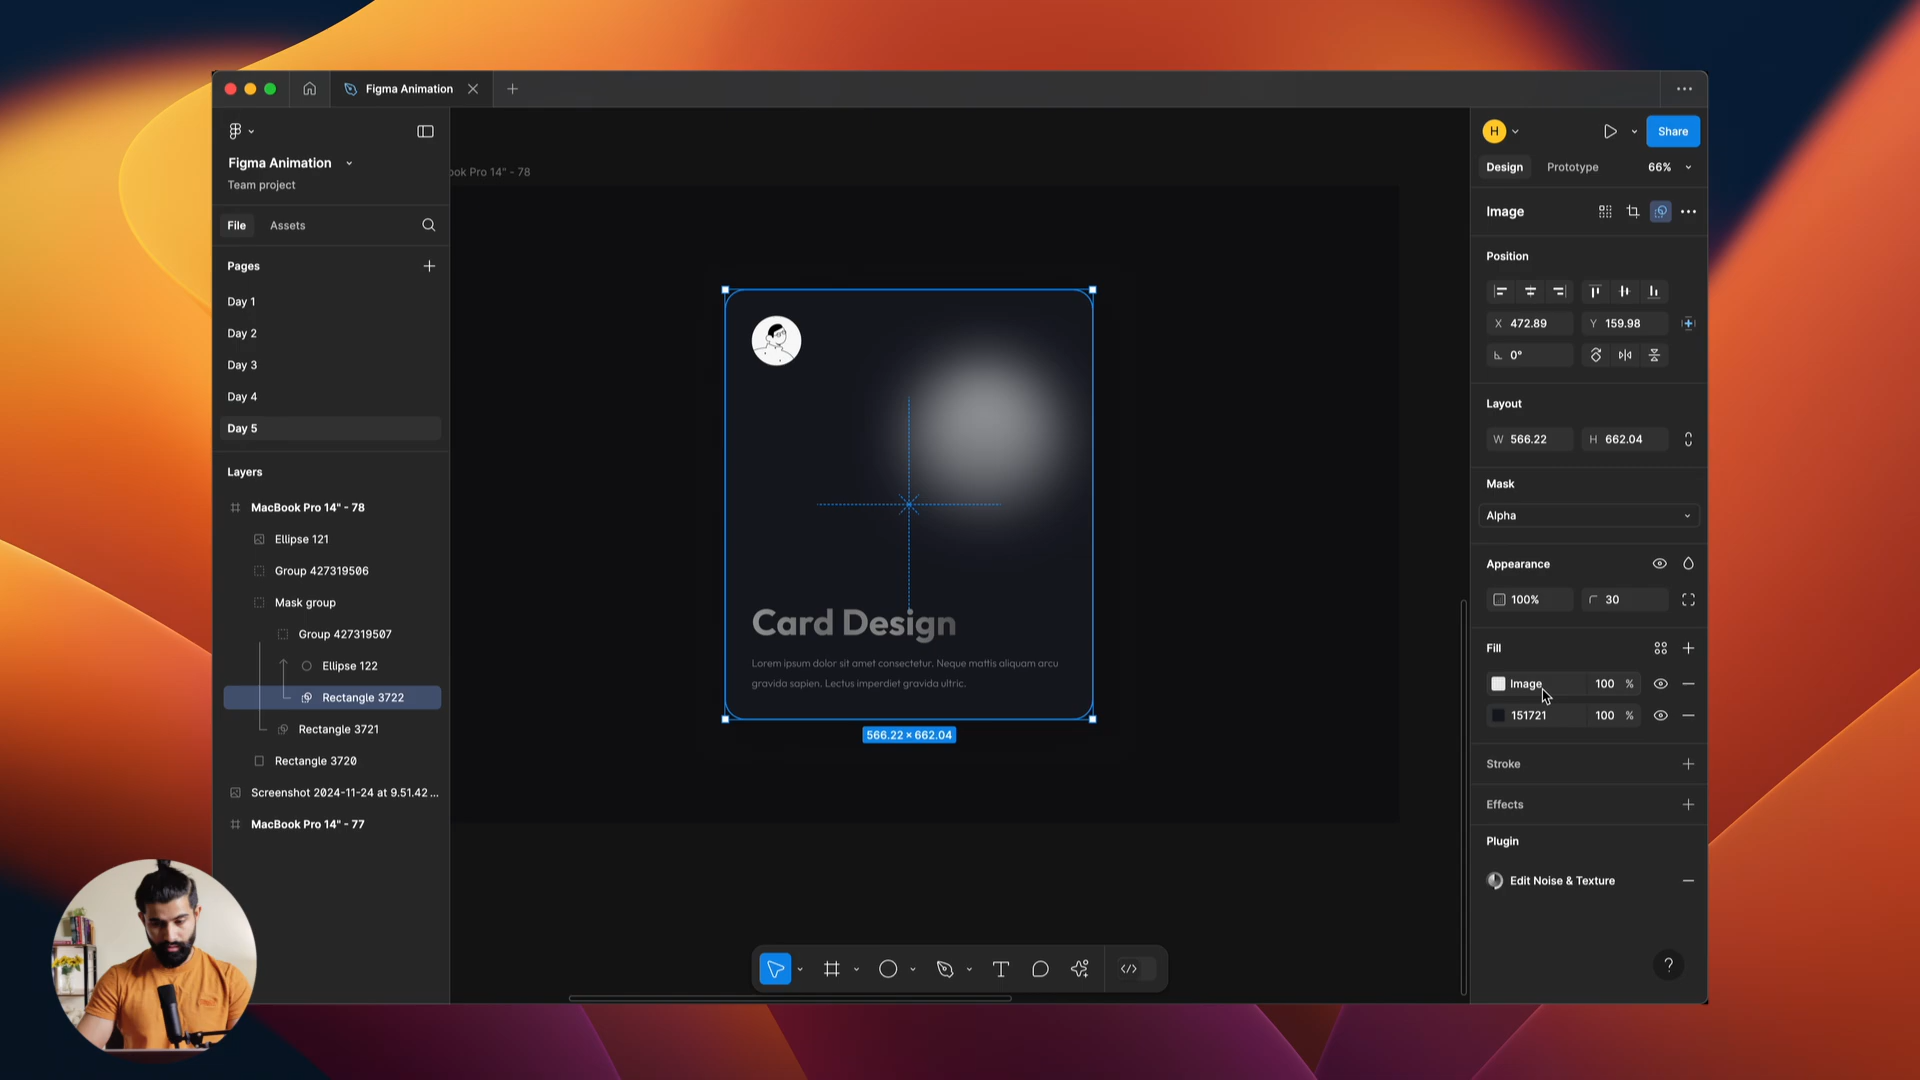 Figma Animation
Figma Animation
Team project
File
Assets
Pages
Day 1
Day 2
Day 3
Day 4
Day 5
Layers
MacBook Pro 14" - 78
Ellipse 121
Group 427319506
Mask group
Group 427319507
Ellipse 122
Rectangle 3722
Rectangle 3721
Rectangle 3720
Screenshot 2024-11-24 at 9.51.42 ...
MacBook Pro 14" - 77
ook Pro 14" - 78
Card Design
Lorem ipsum dolor sit amet consectetur. Neque mattis aliquam arcu
gravida sapien. Lectus imperdiet gravida ultric.
566.22 × 662.04
H
Share
Design
Prototype
66%
Image
Position
X 472.89
Y 159.98
0°
Layout
W 566.22
H 662.04
Mask
Alpha
Appearance
100%
30
Fill
Image 100 %
151721 100 %
Stroke
Effects
Plugin
Edit Noise & Texture
?